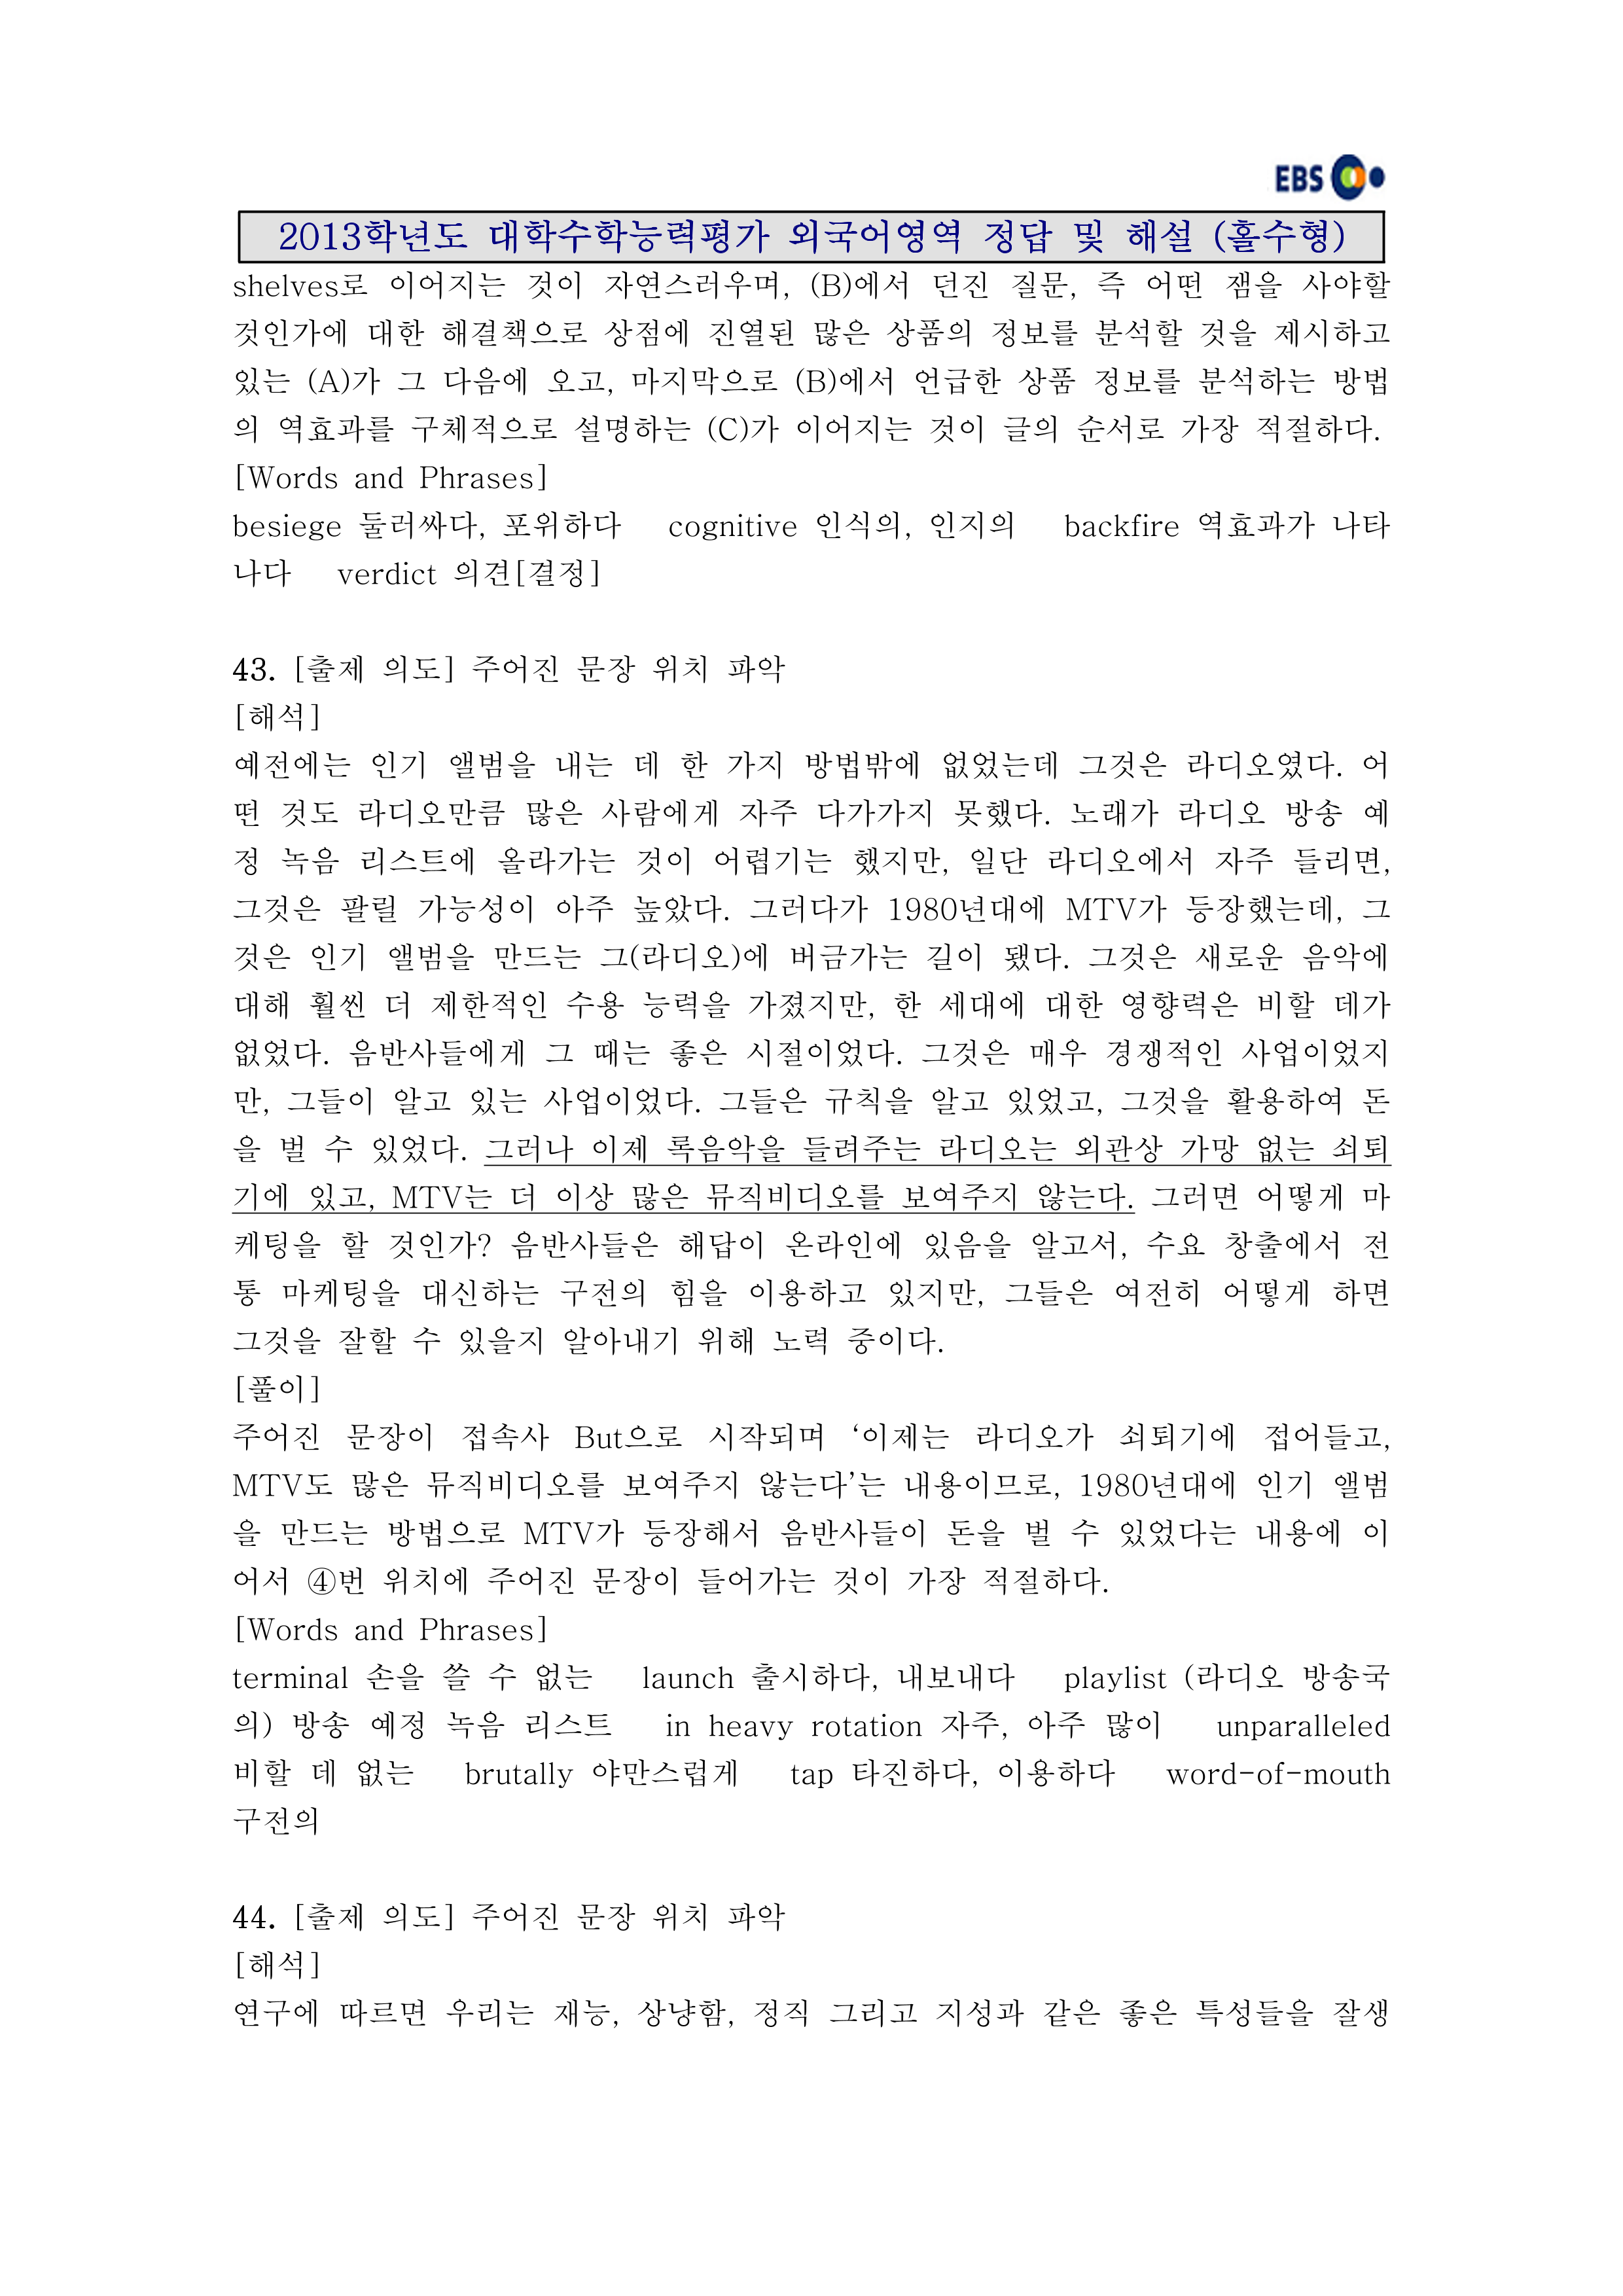 EBS
2013학년도 대학수학능력평가 외국어영역 정답 및 해설 (홀수형)
shelves로 이어지는 것이 자연스러우며, (B)에서 던진 질문, 즉 어떤 잼을 사야할
것인가에 대한 해결책으로 상점에 진열된 많은 상품의 정보를 분석할 것을 제시하고
있는 (A)가 그 다음에 오고, 마지막으로 (B)에서 언급한 상품 정보를 분석하는 방법
의 역효과를 구체적으로 설명하는 (C)가 이어지는 것이 글의 순서로 가장 적절하다.
[Words and Phrases]
besiege 둘러싸다, 포위하다 cognitive 인식의, 인지의 backfire 역효과가 나타
나다 verdict 의견[결정]
43. [출제 의도] 주어진 문장 위치 파악
[해석]
예전에는 인기 앨범을 내는 데 한 가지 방법밖에 없었는데 그것은 라디오였다. 어
떤 것도 라디오만큼 많은 사람에게 자주 다가가지 못했다. 노래가 라디오 방송 예
정 녹음 리스트에 올라가는 것이 어렵기는 했지만, 일단 라디오에서 자주 들리면,
그것은 팔릴 가능성이 아주 높았다. 그러다가 1980년대에 MTV가 등장했는데, 그
것은 인기 앨범을 만드는 그(라디오)에 버금가는 길이 됐다. 그것은 새로운 음악에
대해 훨씬 더 제한적인 수용 능력을 가졌지만, 한 세대에 대한 영향력은 비할 데가
없었다. 음반사들에게 그 때는 좋은 시절이었다. 그것은 매우 경쟁적인 사업이었지
만, 그들이 알고 있는 사업이었다. 그들은 규칙을 알고 있었고, 그것을 활용하여 돈
을 벌 수 있었다. 그러나 이제 록음악을 들려주는 라디오는 외관상 가망 없는 쇠퇴
기에 있고, MTV는 더 이상 많은 뮤직비디오를 보여주지 않는다. 그러면 어떻게 마
케팅을 할 것인가? 음반사들은 해답이 온라인에 있음을 알고서, 수요 창출에서 전
통 마케팅을 대신하는 구전의 힘을 이용하고 있지만, 그들은 여전히 어떻게 하면
그것을 잘할 수 있을지 알아내기 위해 노력 중이다.
[풀이]
주어진 문장이 접속사 But으로 시작되며 ‘이제는 라디오가 쇠퇴기에 접어들고,
MTV도 많은 뮤직비디오를 보여주지 않는다’는 내용이므로, 1980년대에 인기 앨범
을 만드는 방법으로 MTV가 등장해서 음반사들이 돈을 벌 수 있었다는 내용에 이
어서 ④번 위치에 주어진 문장이 들어가는 것이 가장 적절하다.
[Words and Phrases]
terminal 손을 쓸 수 없는 launch 출시하다, 내보내다 playlist (라디오 방송국
의) 방송 예정 녹음 리스트 in heavy rotation 자주, 아주 많이 unparalleled
비할 데 없는 brutally 야만스럽게 tap 타진하다, 이용하다 word-of-mouth
구전의
44. [출제 의도] 주어진 문장 위치 파악
[해석]
연구에 따르면 우리는 재능, 상냥함, 정직 그리고 지성과 같은 좋은 특성들을 잘생